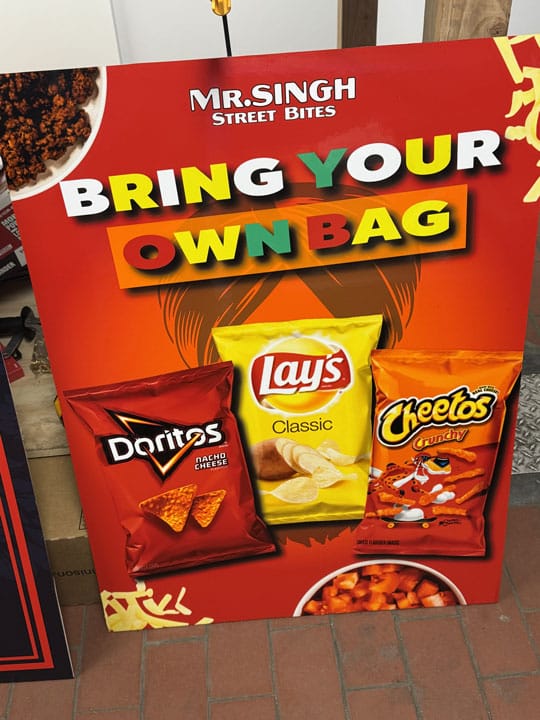 MR.SINGH
STREET BITES
BRING YOUR
OWN BAG
Lay's
Classic
Doritos
NACHO
CHEESE
Cheetos
Crunchy